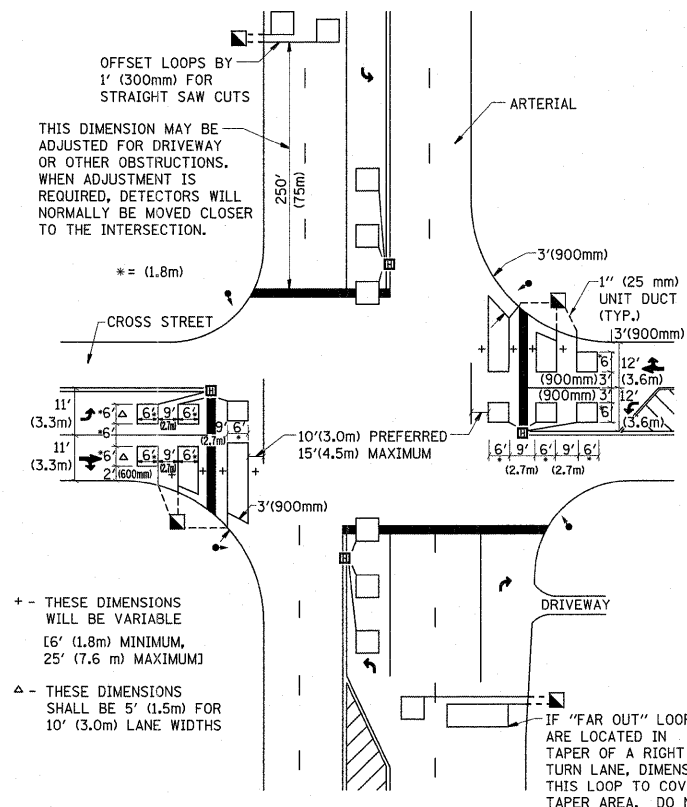 OFFSET LOOPS BY
1' (300mm) FOR
STRAIGHT SAW CUTS
ARTERIAL
THIS DIMENSION MAY BE
ADJUSTED FOR DRIVEWAY
OR OTHER OBSTRUCTIONS.
WHEN ADJUSTMENT IS
REQUIRED, DETECTORS WILL
NORMALLY BE MOVED CLOSER
TO THE INTERSECTION.
250'
(75m)
* = (1.8m)
H
3'(900mm)
1" (25 mm)
UNIT DUCT
(TYP.)
CROSS STREET
3'(900mm)
+ + + +
*6'
12'
(3.6m)
(900mm) 3'
(900mm) 3'
12'
*6'
(3.6m)
H
6' 9' 6' 9' 6'
* * *
(2.7m) (2.7m)
H
11'
(3.3m)
*6'
Δ
6' 9' 6'
(2.7m)
*6'
9' 6'
(2.7m) *
11'
(3.3m)
*6'
Δ
6' 9' 6'
(2.7m)
2' (600mm)
+ + +
10'(3.0m) PREFERRED
15'(4.5m) MAXIMUM
3'(900mm)
H
+ - THESE DIMENSIONS
WILL BE VARIABLE
[6' (1.8m) MINIMUM,
25' (7.6 m) MAXIMUM]
Δ - THESE DIMENSIONS
SHALL BE 5' (1.5m) FOR
10' (3.0m) LANE WIDTHS
DRIVEWAY
IF "FAR OUT" LOOP
ARE LOCATED IN
TAPER OF A RIGHT
TURN LANE, DIMENS
THIS LOOP TO COV
TAPER AREA. DO N